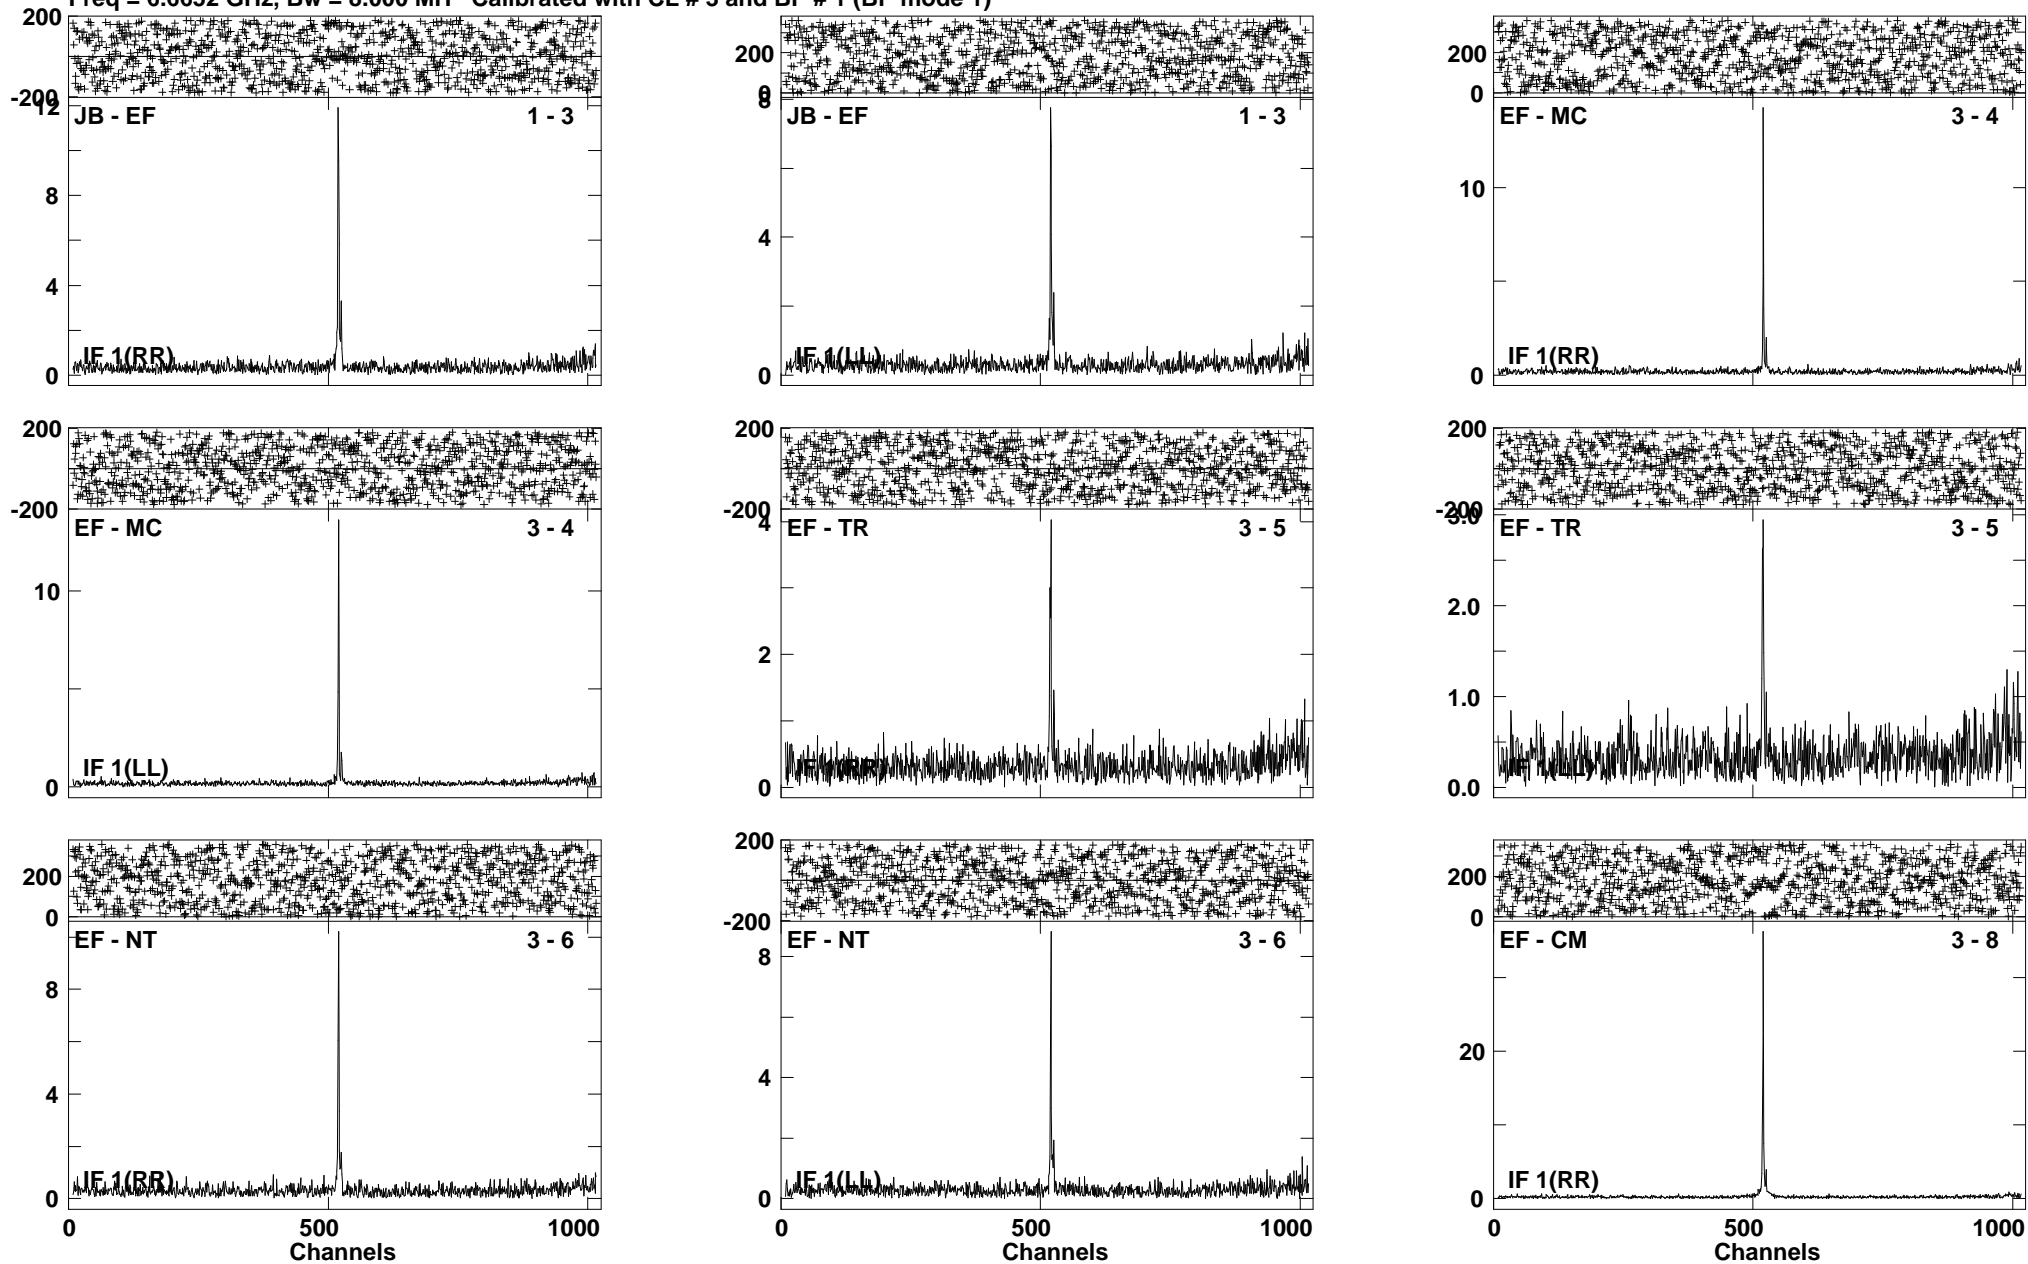 Freq = 6.6652 GHz, Bw = 8.000 MH Calibrated with CL # 3 and BP # 1 (BP mode 1)
200
-200
12
8
4
0
JB - EF 1 - 3
IF 1(RR)
200
0
8
4
0
JB - EF 1 - 3
IF 1(LL)
200
0
10
0
EF - MC 3 - 4
IF 1(RR)
200
-200
10
0
EF - MC 3 - 4
IF 1(LL)
200
-200
4
2
0
EF - TR 3 - 5
IF 1(RR)
200
-200
3.0
2.0
1.0
0.0
EF - TR 3 - 5
IF 1(LL)
200
0
8
4
0
EF - NT 3 - 6
IF 1(RR)
0 500 1000
Channels
200
-200
8
4
0
EF - NT 3 - 6
IF 1(LL)
0 500 1000
Channels
200
0
20
0
EF - CM 3 - 8
IF 1(RR)
0 500 1000
Channels